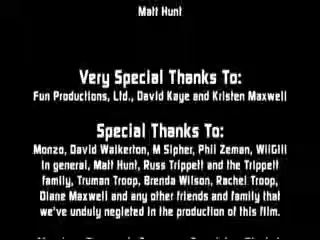 Matt Hunt
Very Special Thanks To:
Fun Productions, Ltd., David Kaye and Kristen Maxwell
Special Thanks To:
Monzo, David Walkerton, M Sipher, Phil Zeman, WilGill
In general, Matt Hunt, Russ Trippett and the Trippett
family, Truman Troop, Brenda Wilson, Rachel Troop,
Diane Maxwell and any other friends and family that
we've unduly negleted in the production of this film.